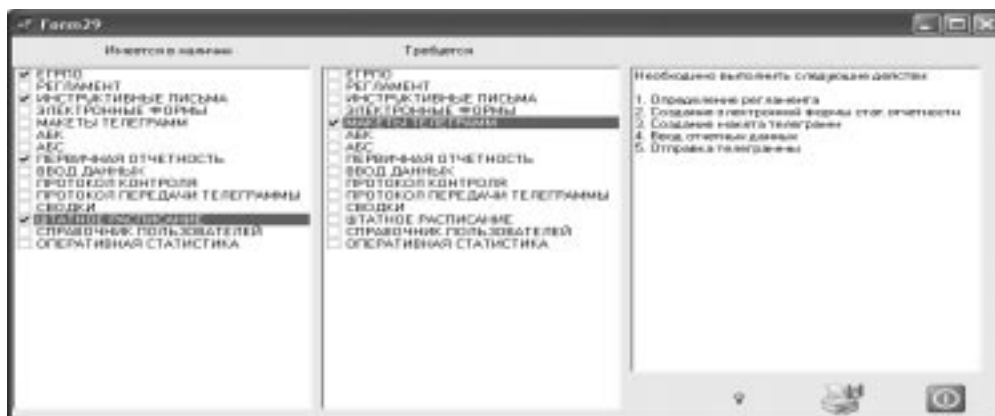 Form29
Имеется в наличии
Требуется
ЕГРПО
РЕГЛАМЕНТ
ИНСТРУКТИВНЫЕ ПИСЬМА
ЭЛЕКТРОННЫЕ ФОРМЫ
МАКЕТЫ ТЕЛЕГРАММ
АБК
АБС
ПЕРВИЧНАЯ ОТЧЕТНОСТЬ
ВВОД ДАННЫХ
ПРОТОКОЛ КОНТРОЛЯ
ПРОТОКОЛ ПЕРЕДАЧИ ТЕЛЕГРАММЫ
СВОДКИ
ШТАТНОЕ РАСПИСАНИЕ
СПРАВОЧНИК ПОЛЬЗОВАТЕЛЕЙ
ОПЕРАТИВНАЯ СТАТИСТИКА
ЕГРПО
РЕГЛАМЕНТ
ИНСТРУКТИВНЫЕ ПИСЬМА
ЭЛЕКТРОННЫЕ ФОРМЫ
МАКЕТЫ ТЕЛЕГРАММ
АБК
АБС
ПЕРВИЧНАЯ ОТЧЕТНОСТЬ
ВВОД ДАННЫХ
ПРОТОКОЛ КОНТРОЛЯ
ПРОТОКОЛ ПЕРЕДАЧИ ТЕЛЕГРАММЫ
СВОДКИ
ШТАТНОЕ РАСПИСАНИЕ
СПРАВОЧНИК ПОЛЬЗОВАТЕЛЕЙ
ОПЕРАТИВНАЯ СТАТИСТИКА
Необходимо выполнить следующие действия
1. Определение регламента
2. Создание электронной формы стат.отчетности
3. Создание макета телеграмм
4. Ввод отчетных данных
5. Отправка телеграммы